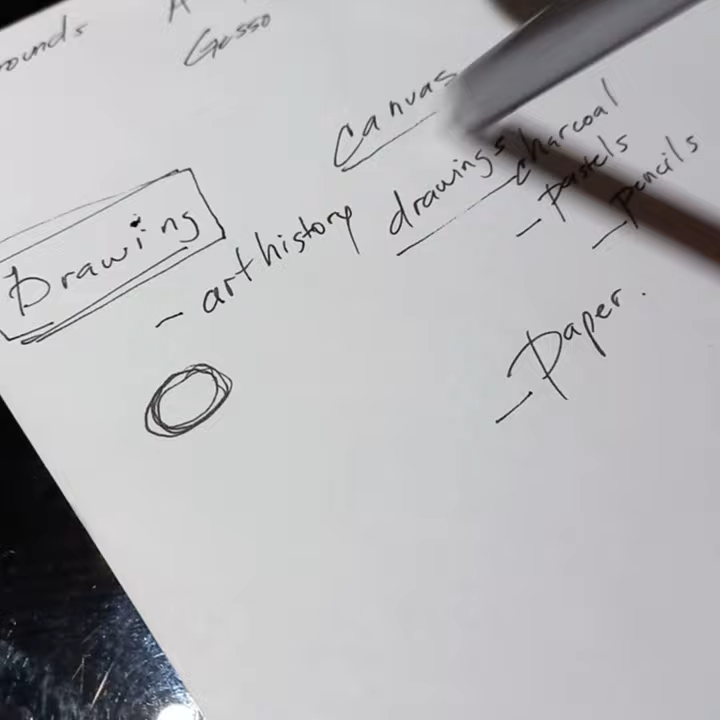 Gesso
Canvas
Drawing
- art history drawings
charcoal
- pastels
- pencils
- Paper.